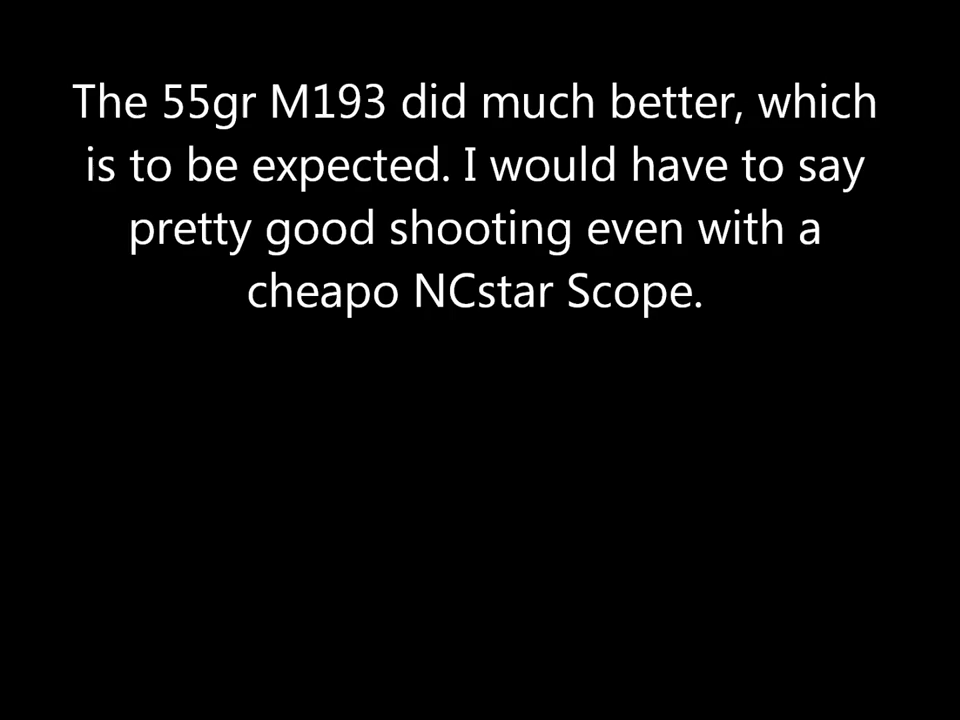 The 55gr M193 did much better, which
is to be expected. I would have to say
pretty good shooting even with a
cheapo NCstar Scope.